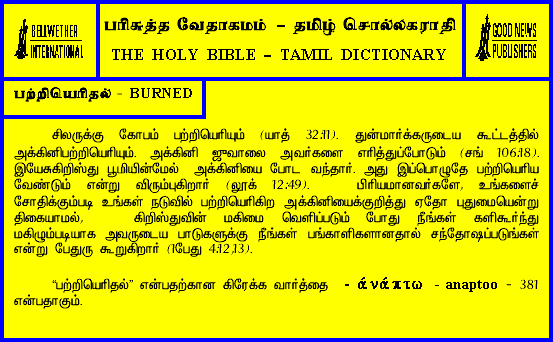 BELLWETHER
INTERNATIONAL
பரிசுத்த வேதாகமம் – தமிழ் சொல்லகராதி
THE HOLY BIBLE – TAMIL DICTIONARY
GOOD NEWS
PUBLISHERS
பற்றியெரிதல் - BURNED
சிலருக்கு கோபம் பற்றியெரியும் (யாத் 32:11). துன்மார்க்கருடைய கூட்டத்தில்
அக்கினிபற்றியெரியும். அக்கினி ஜுவாலை அவர்களை எரித்துப்போடும் (சங் 106:18).
இயேசுகிறிஸ்து பூமியின்மேல் அக்கினியை போட வந்தார். அது இப்பொழுதே பற்றியெரிய
வேண்டும் என்று விரும்புகிறார் (லூக் 12:49). பிரியமானவர்களே, உங்களைச்
சோதிக்கும்படி உங்கள் நடுவில் பற்றியெரிகிற அக்கினியைக்குறித்து ஏதோ புதுமையென்று
திகையாமல், கிறிஸ்துவின் மகிமை வெளிப்படும் போது நீங்கள் களிகூர்ந்து
மகிழும்படியாக அவருடைய பாடுகளுக்கு நீங்கள் பங்காளிகளானதால் சந்தோஷப்படுங்கள்
என்று பேதுரு கூறுகிறார் (1பேது 4:12,13).
“பற்றியெரிதல்” என்பதற்கான கிரேக்க வார்த்தை - ἀνάπτω - anaptoo - 381
என்பதாகும்.